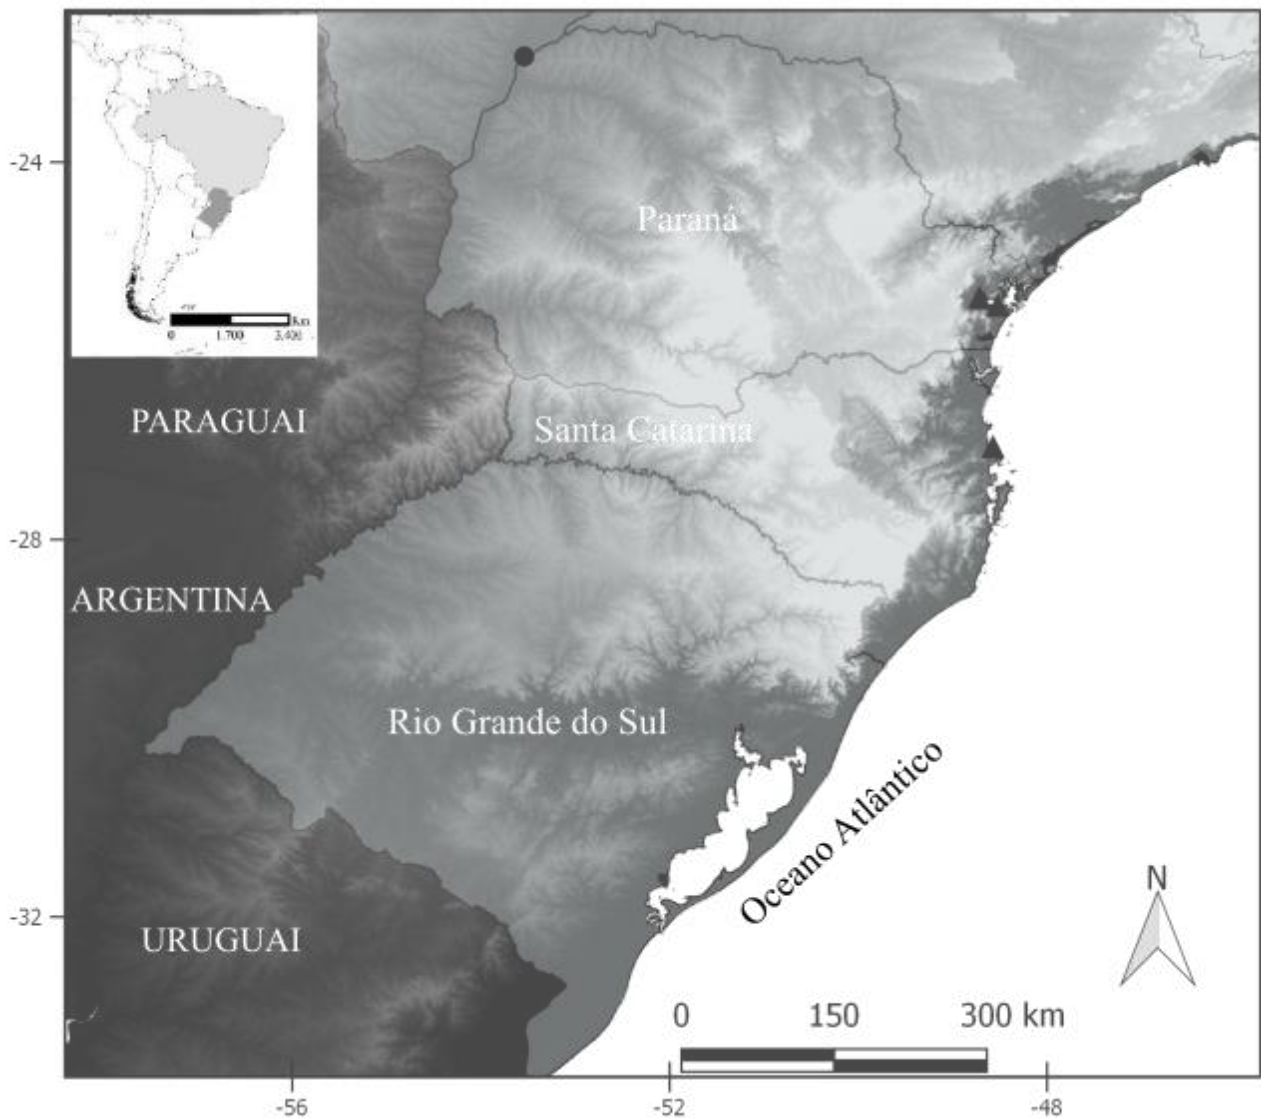 Km
0
1.700
3.400
-24
Paraná
PARAGUAI
Santa Catarina
-28
ARGENTINA
Rio Grande do Sul
Oceano Atlântico
N
-32
URUGUAI
0 150 300 km
-56 -52 -48